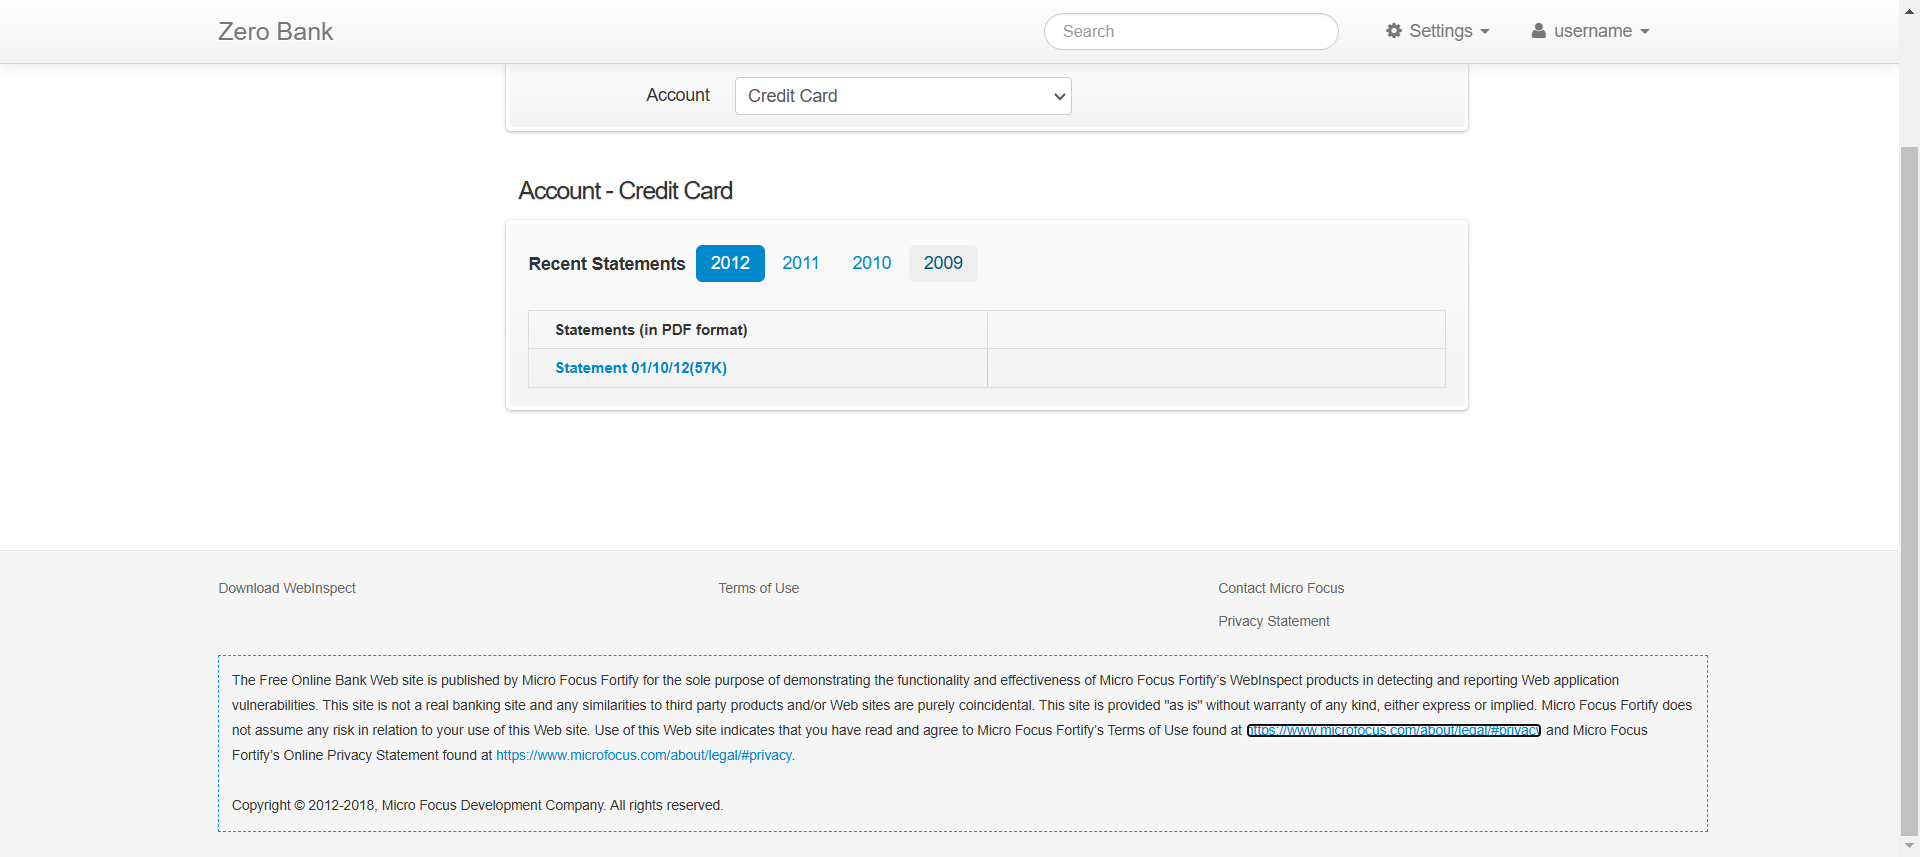 Zero Bank
Search
Settings
username
Account
Credit Card
Account - Credit Card
Recent Statements 2012 2011 2010 2009
Statements (in PDF format)
Statement 01/10/12(57K)
Download WebInspect
Terms of Use
Contact Micro Focus
Privacy Statement
The Free Online Bank Web site is published by Micro Focus Fortify for the sole purpose of demonstrating the functionality and effectiveness of Micro Focus Fortify’s WebInspect products in detecting and reporting Web application
vulnerabilities. This site is not a real banking site and any similarities to third party products and/or Web sites are purely coincidental. This site is provided "as is" without warranty of any kind, either express or implied. Micro Focus Fortify does
not assume any risk in relation to your use of this Web site. Use of this Web site indicates that you have read and agree to Micro Focus Fortify’s Terms of Use found at https://www.microfocus.com/about/legal/#privacy and Micro Focus
Fortify’s Online Privacy Statement found at https://www.microfocus.com/about/legal/#privacy.
Copyright © 2012-2018, Micro Focus Development Company. All rights reserved.